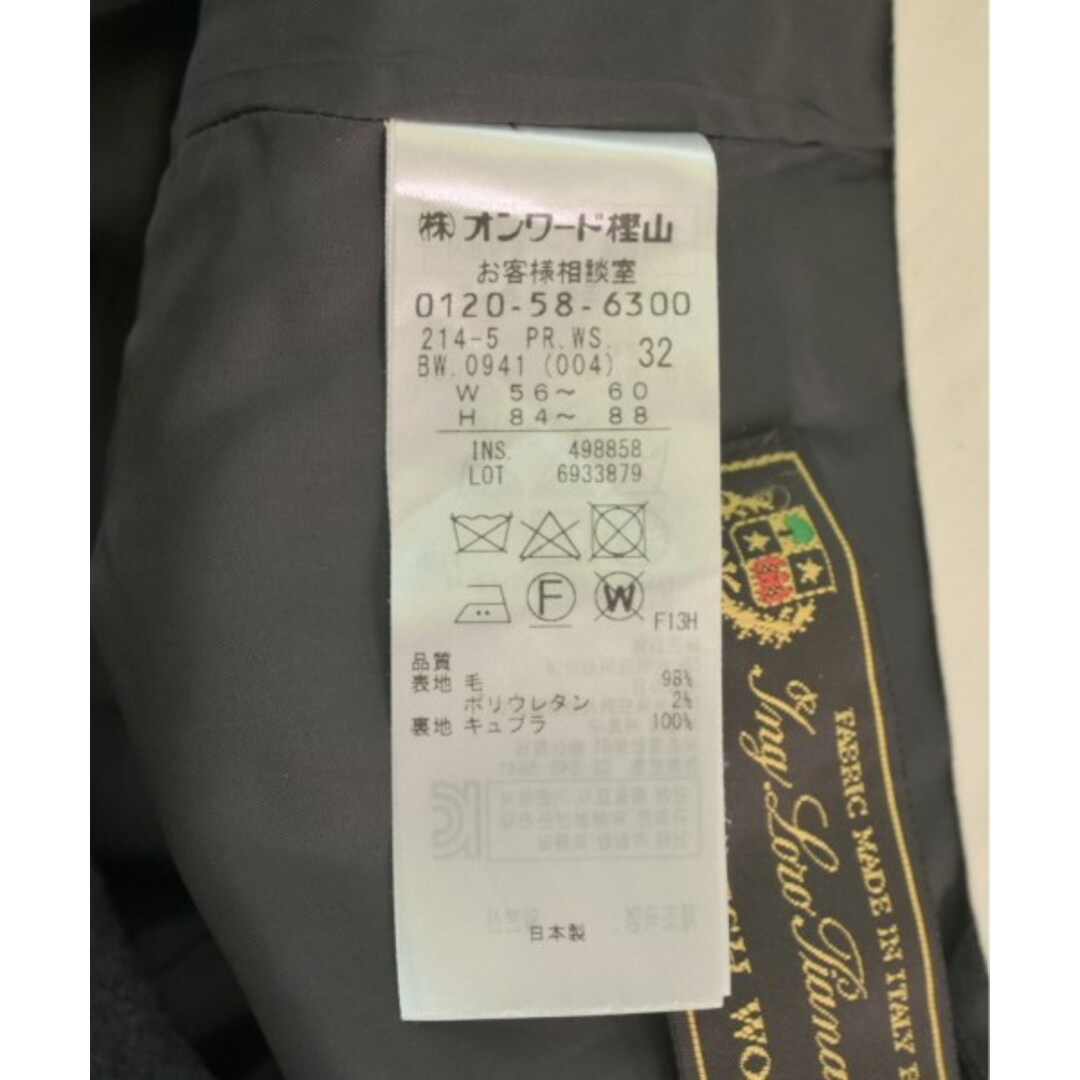 ㈱オンワード樫山
お客様相談室
0120-58-6300
214-5 PR.WS.
BW.0941 (004) 32
W 56～ 60
H 84～ 88
INS. 498858
LOT 6933879
F
W
F13H
品質
表地 毛 98%
ポリウレタン 2%
裏地 キュプラ 100%
日本製
FABRIC MADE IN ITALY
& Ing. Loro Piana